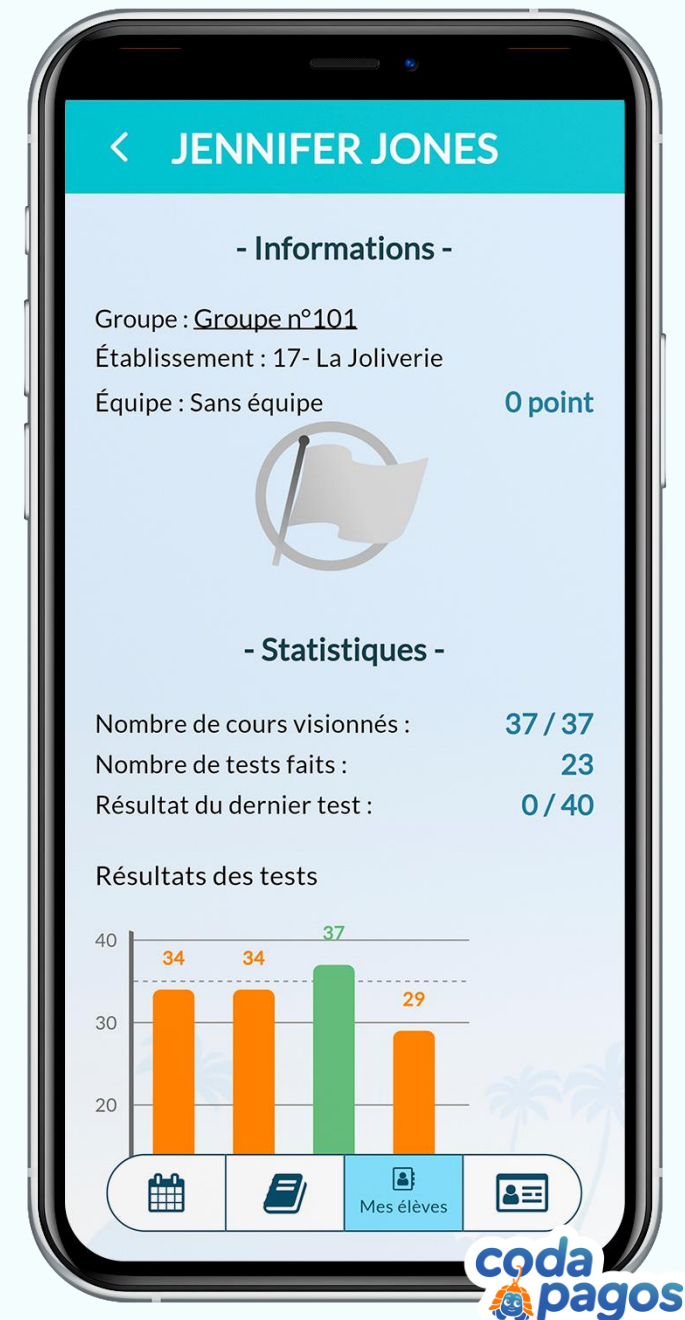 JENNIFER JONES
- Informations -
Groupe : Groupe n°101
Établissement : 17- La Joliverie
Équipe : Sans équipe 0 point
- Statistiques -
Nombre de cours visionnés : 37 / 37
Nombre de tests faits : 23
Résultat du dernier test : 0 / 40
Résultats des tests
40
34 34 37 29
30
20
Mes élèves
coda
pagos